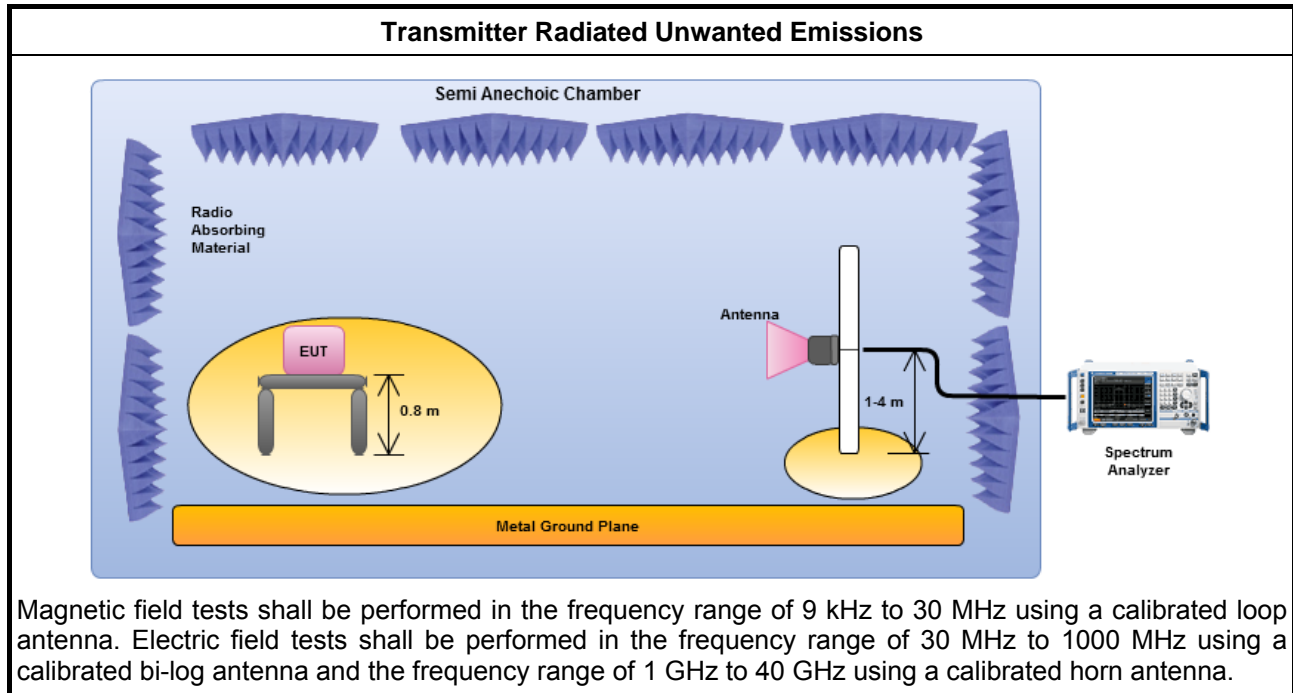 Transmitter Radiated Unwanted Emissions
Semi Anechoic Chamber
Radio
Absorbing
Material
Antenna
EUT
0.8 m
1-4 m
Spectrum
Analyzer
Metal Ground Plane
Magnetic field tests shall be performed in the frequency range of 9 kHz to 30 MHz using a calibrated loop
antenna. Electric field tests shall be performed in the frequency range of 30 MHz to 1000 MHz using a
calibrated bi-log antenna and the frequency range of 1 GHz to 40 GHz using a calibrated horn antenna.